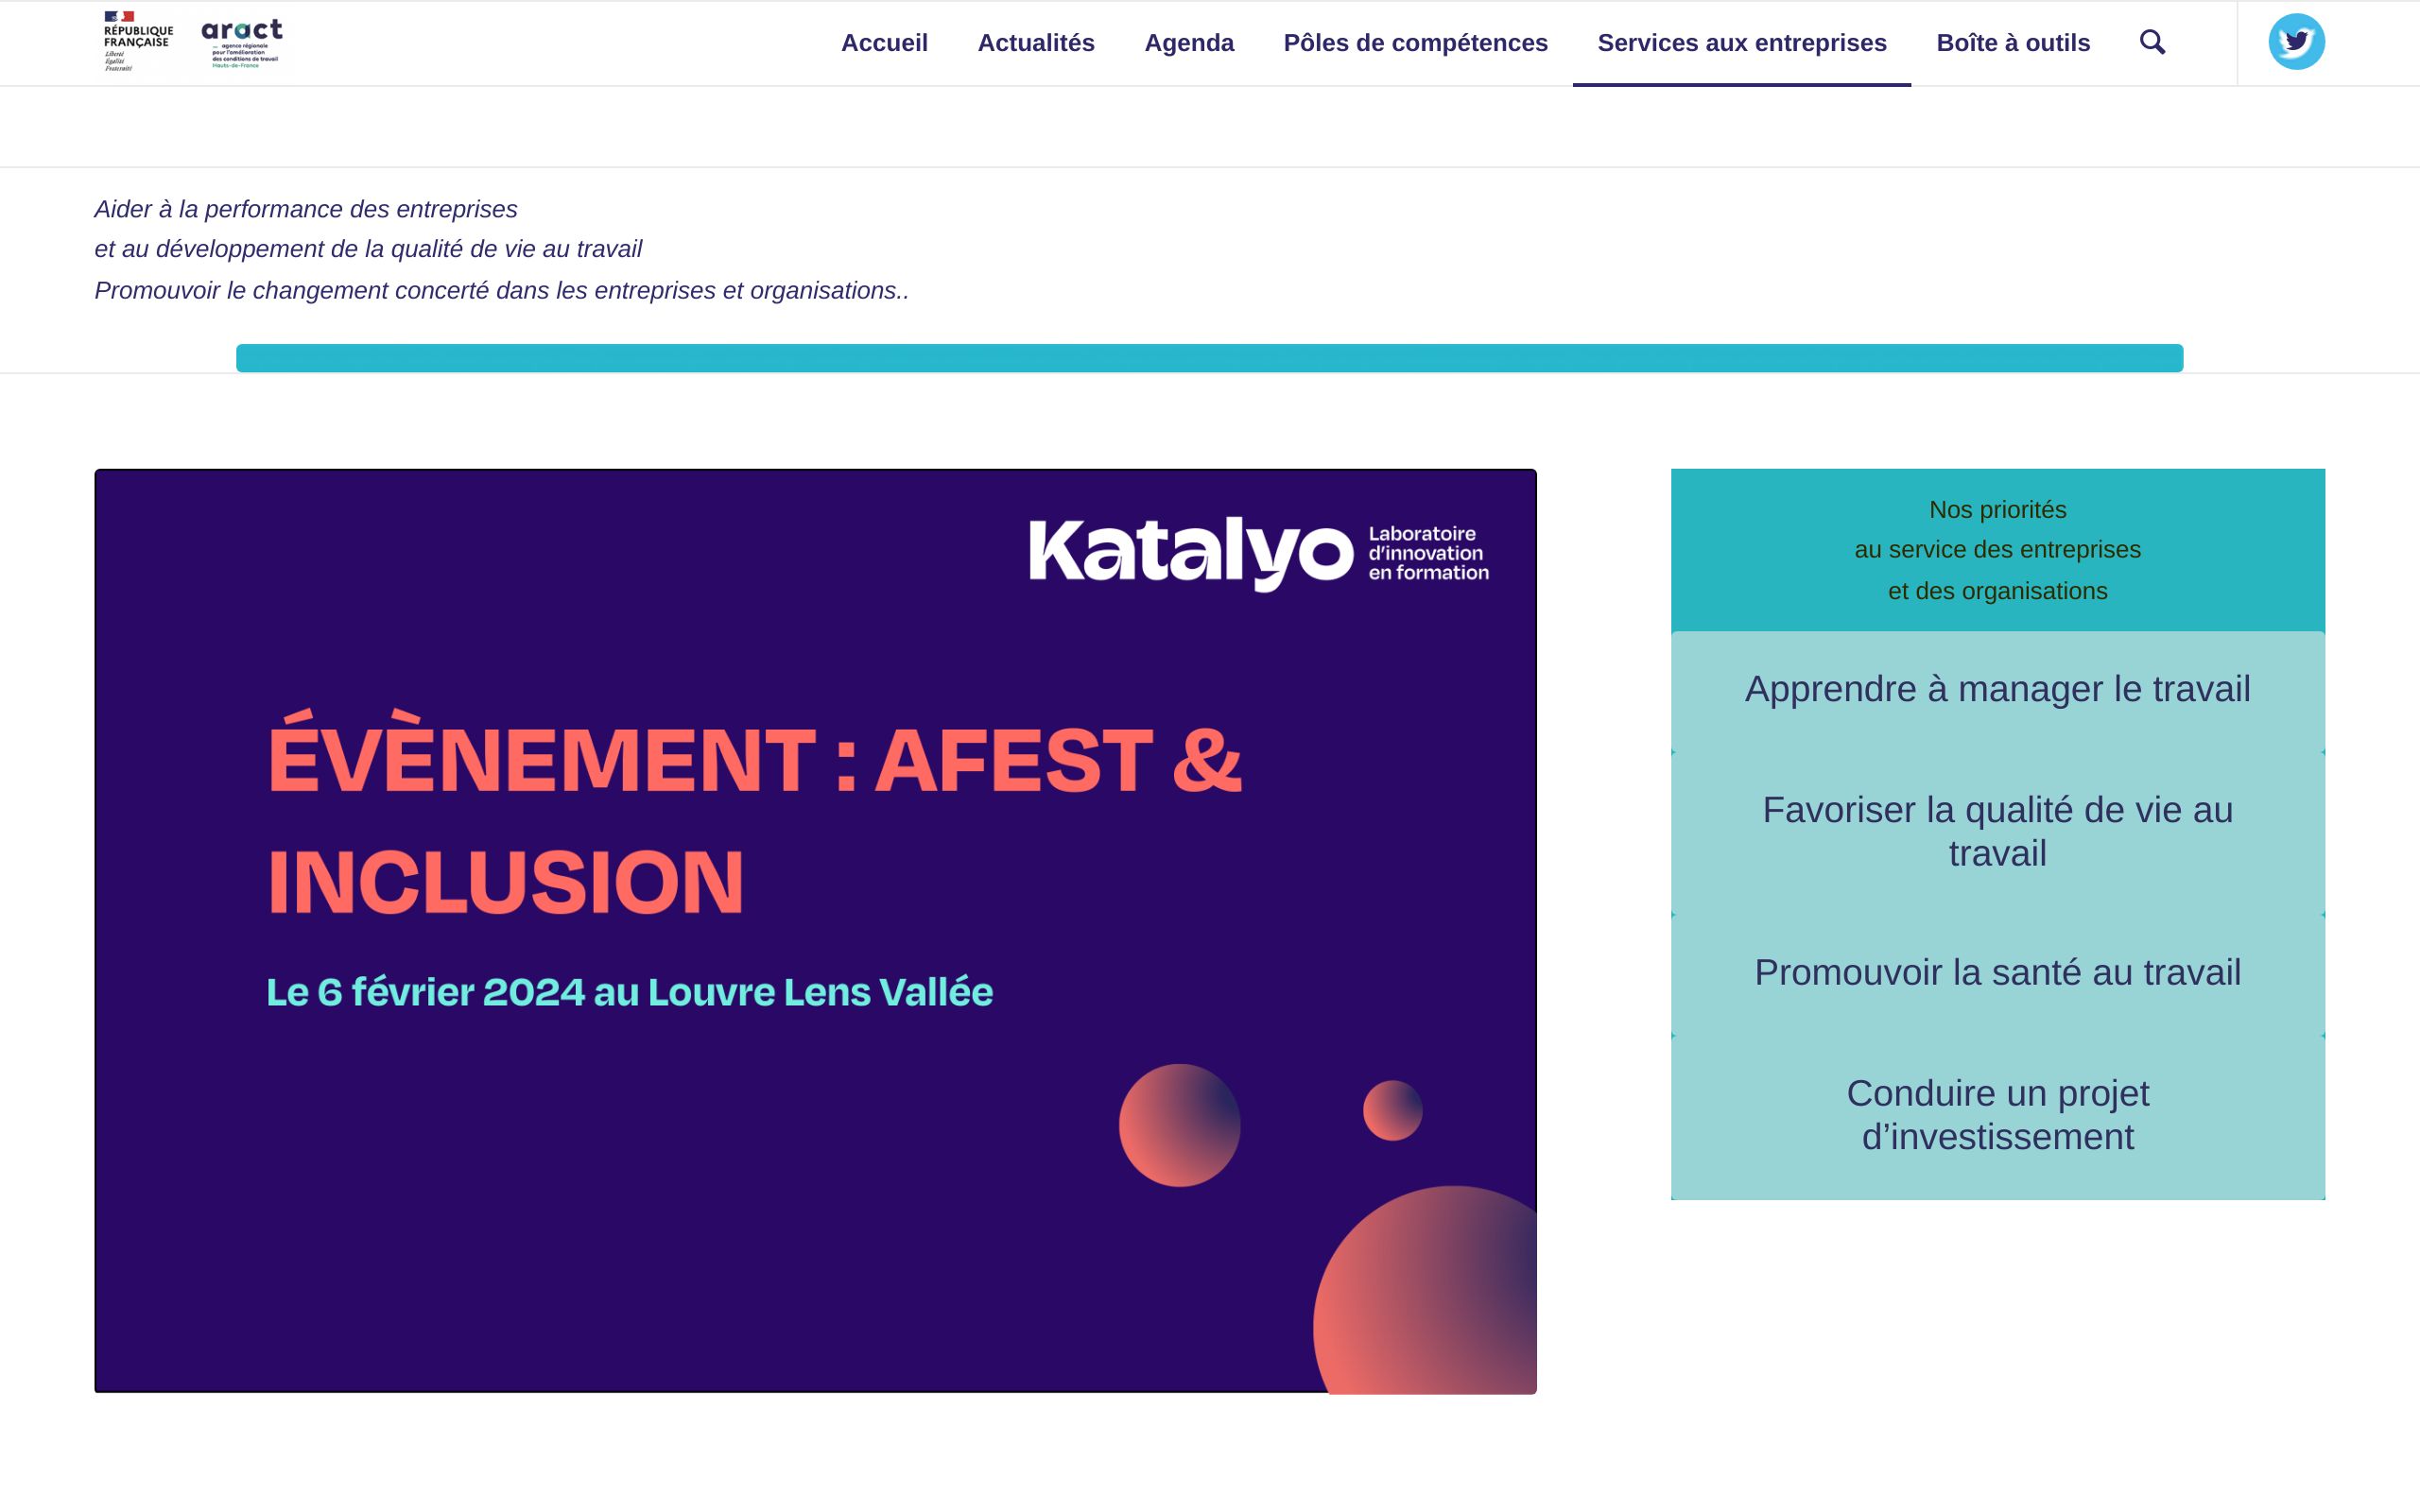 RÉPUBLIQUE
FRANÇAISE
Liberté
Égalité
Fraternité
aract
agence régionale
pour l'amélioration
des conditions de travail
Hauts-de-France
Accueil
Actualités
Agenda
Pôles de compétences
Services aux entreprises
Boîte à outils
Aider à la performance des entreprises
et au développement de la qualité de vie au travail
Promouvoir le changement concerté dans les entreprises et organisations..
Katalyo
Laboratoire
d'innovation
en formation
ÉVÈNEMENT : AFEST &
INCLUSION
Le 6 février 2024 au Louvre Lens Vallée
Nos priorités
au service des entreprises
et des organisations
Apprendre à manager le travail
Favoriser la qualité de vie au
travail
Promouvoir la santé au travail
Conduire un projet
d’investissement